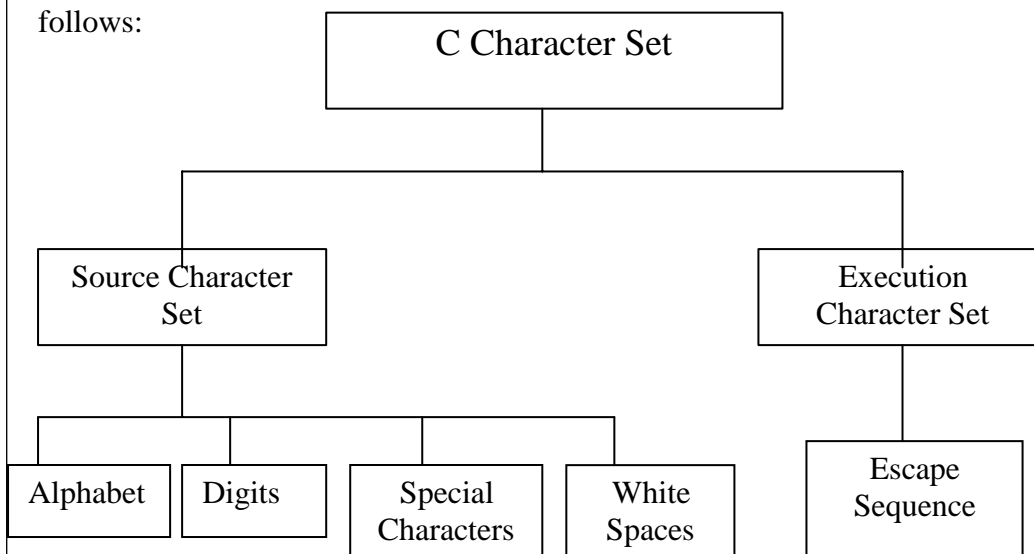 follows:
C Character Set
Source Character
Set
Execution
Character Set
Alphabet
Digits
Special
Characters
White
Spaces
Escape
Sequence